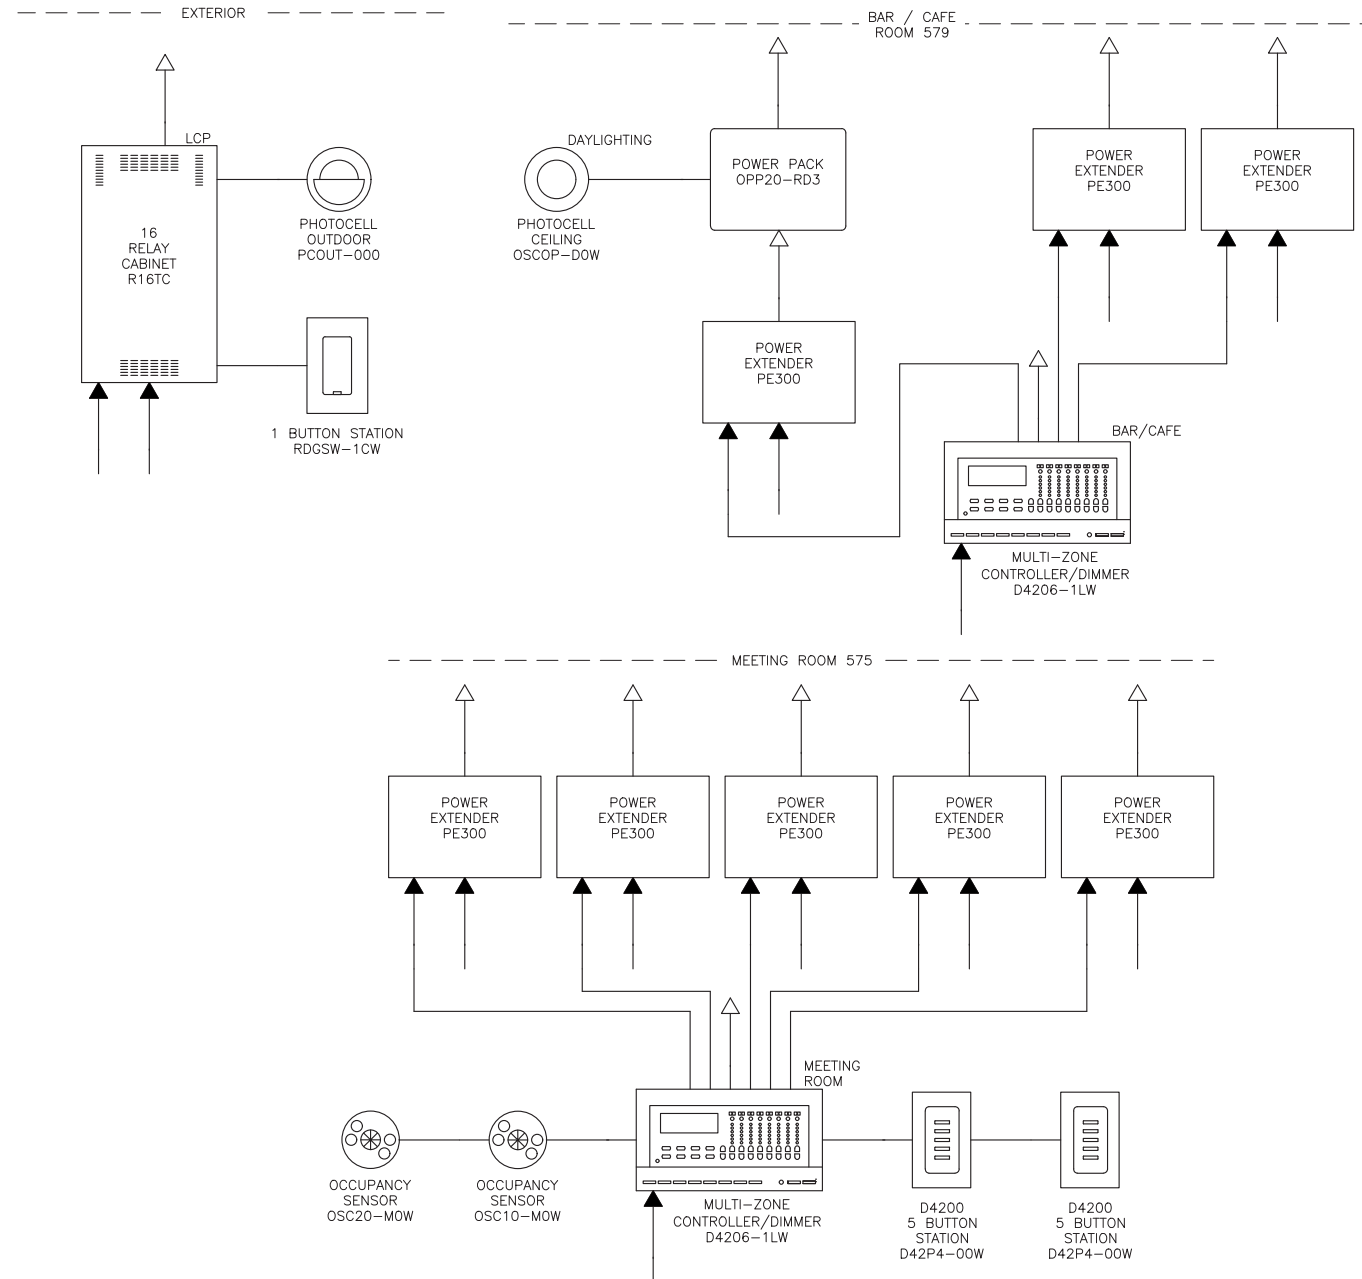 EXTERIOR
LCP
16
RELAY
CABINET
R16TC
PHOTOCELL
OUTDOOR
PCOUT-000
1 BUTTON STATION
RDGSW-1CW
BAR / CAFE
ROOM 579
DAYLIGHTING
PHOTOCELL
CEILING
OSCOP-D0W
POWER PACK
OPP20-RD3
POWER
EXTENDER
PE300
POWER
EXTENDER
PE300
POWER
EXTENDER
PE300
BAR/CAFE
MULTI-ZONE
CONTROLLER/DIMMER
D4206-1LW
MEETING ROOM 575
POWER
EXTENDER
PE300
POWER
EXTENDER
PE300
POWER
EXTENDER
PE300
POWER
EXTENDER
PE300
POWER
EXTENDER
PE300
MEETING
ROOM
OCCUPANCY
SENSOR
OSC20-M0W
OCCUPANCY
SENSOR
OSC10-M0W
MULTI-ZONE
CONTROLLER/DIMMER
D4206-1LW
D4200
5 BUTTON
STATION
D42P4-00W
D4200
5 BUTTON
STATION
D42P4-00W